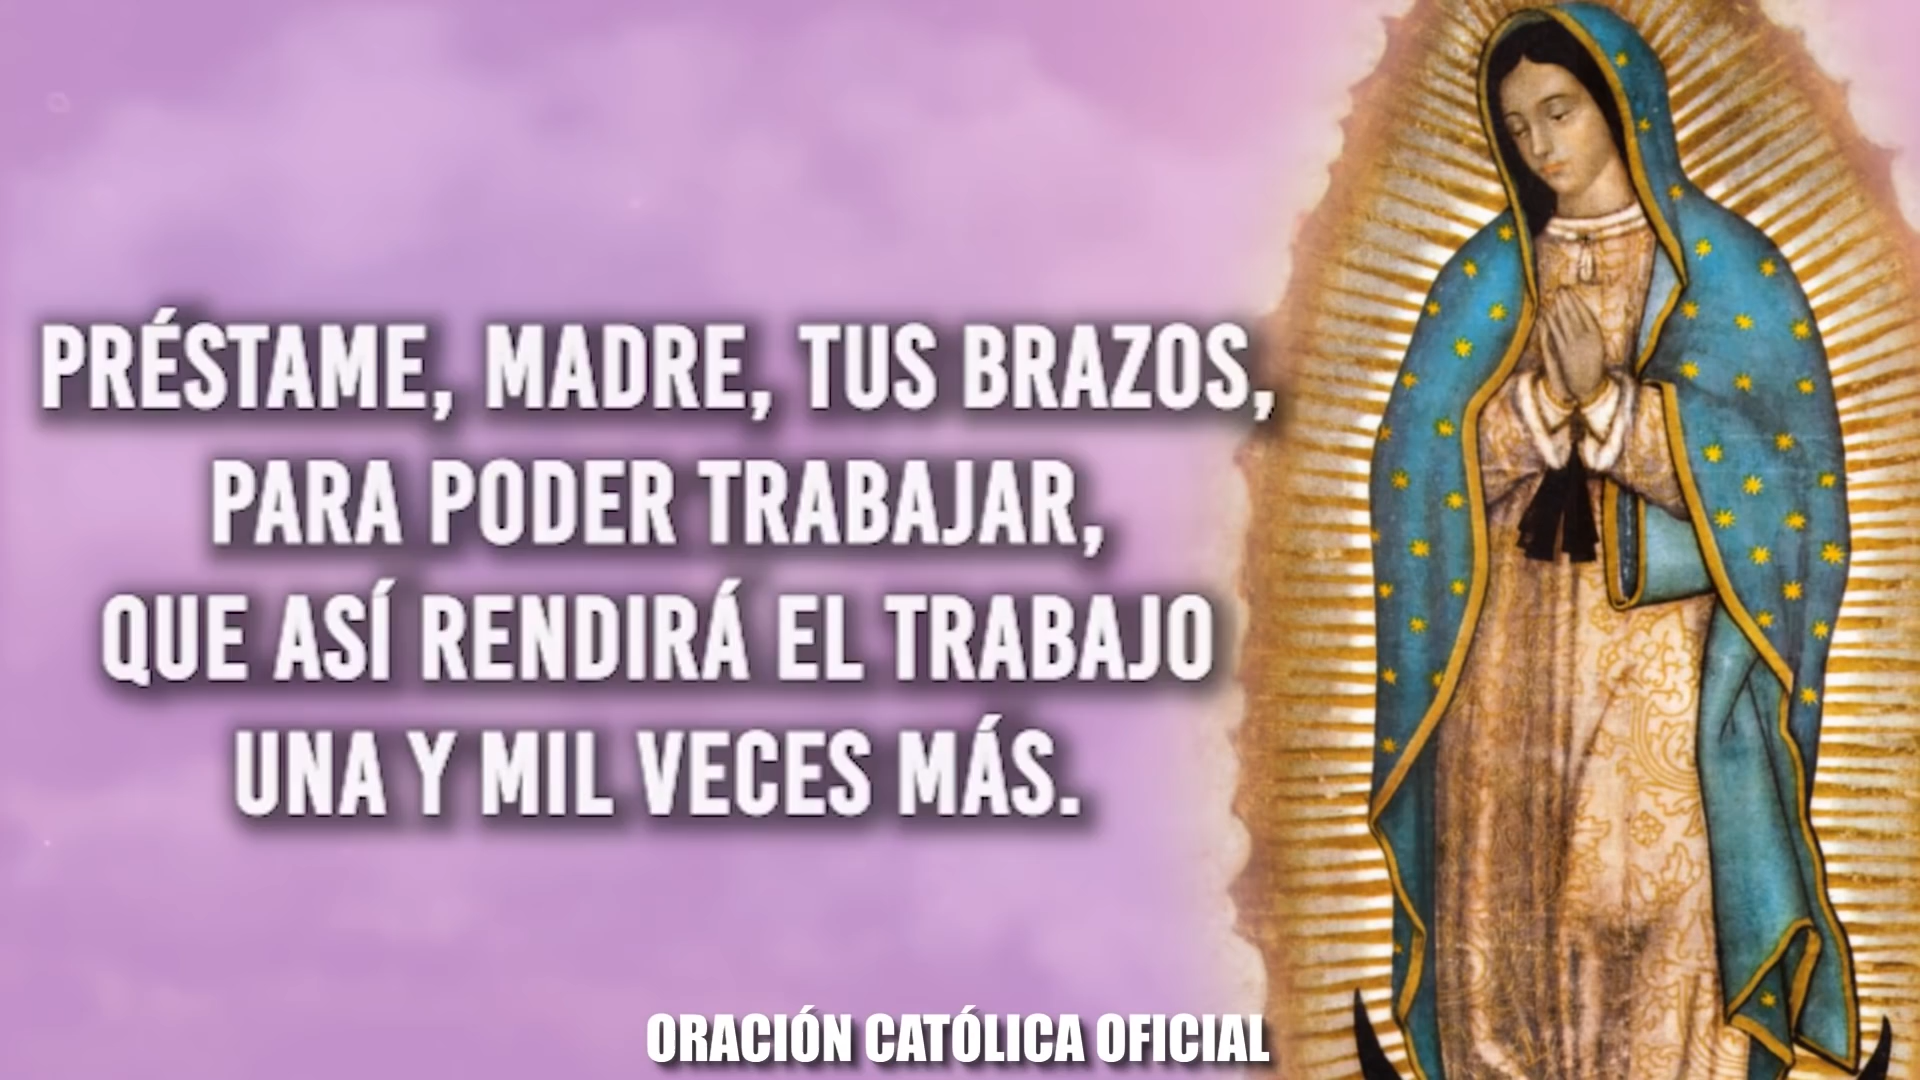 PRÉSTAME, MADRE, TUS BRAZOS,
PARA PODER TRABAJAR,
QUE ASÍ RENDIRÁ EL TRABAJO
UNA Y MIL VECES MÁS.
ORACIÓN CATÓLICA OFICIAL